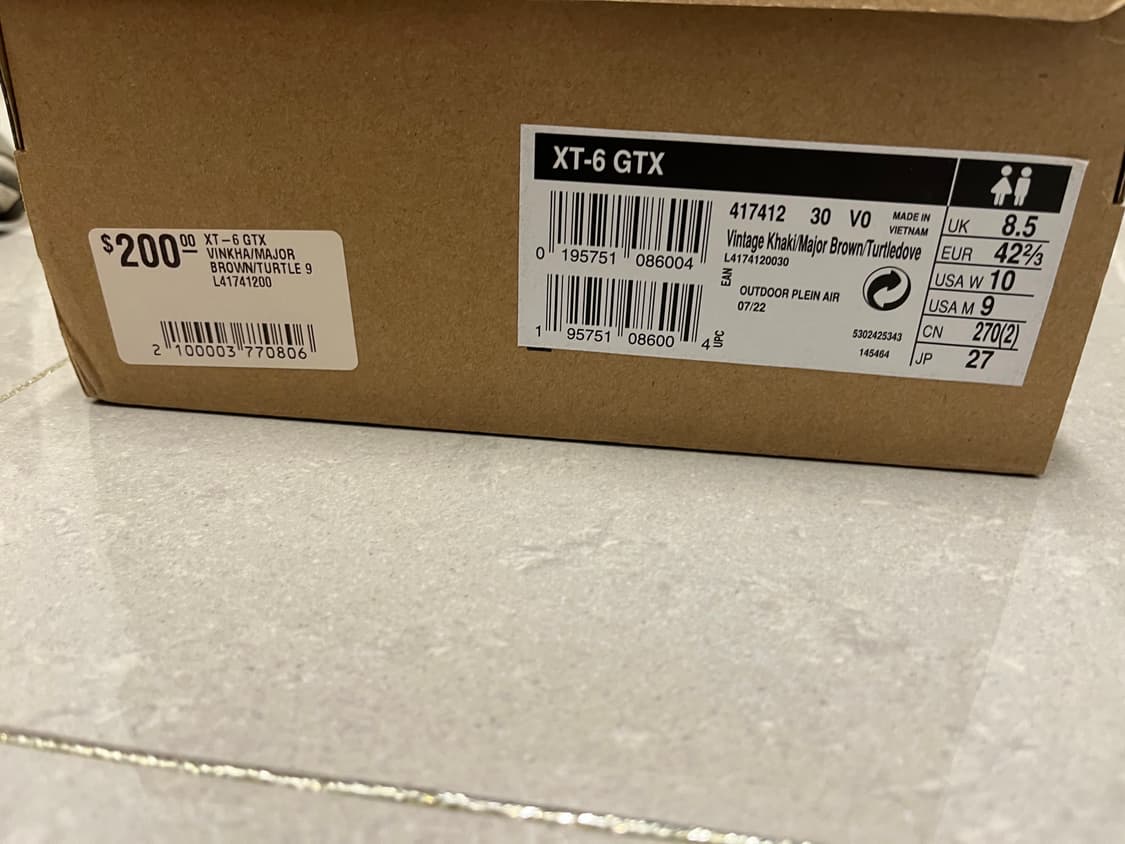 $200.00
XT-6 GTX
VINKHA/MAJOR
BROWN/TURTLE 9
L41741200
2 100003 770806
XT-6 GTX
0 195751 086004
EAN
1 95751 08600 4
UPC
417412 30 V0
MADE IN
VIETNAM
Vintage Khaki/Major Brown/Turtledove
L4174120030
OUTDOOR PLEIN AIR
07/22
5302425343
145464
UK 8.5
EUR 42⅔
USA W 10
USA M 9
CN 270(2)
JP 27